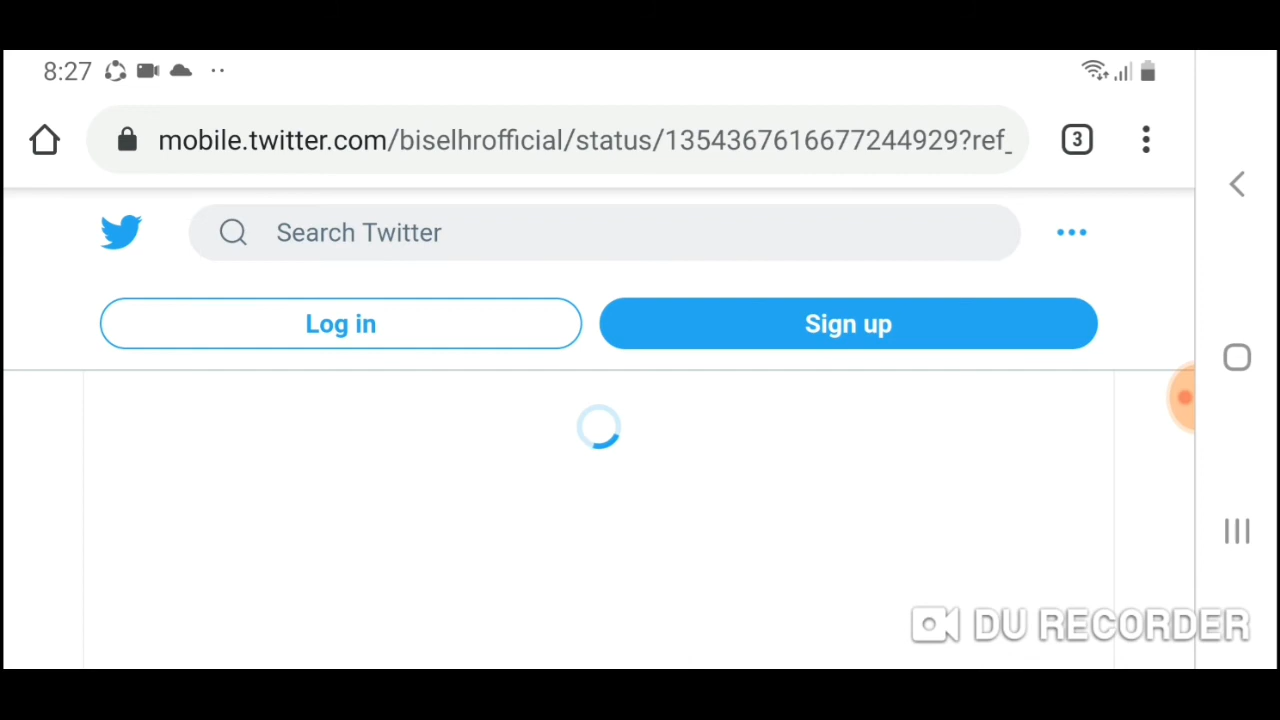 8:27
mobile.twitter.com/biselhrofficial/status/1354367616677244929?ref_
3
Search Twitter
Log in
Sign up
DU RECORDER